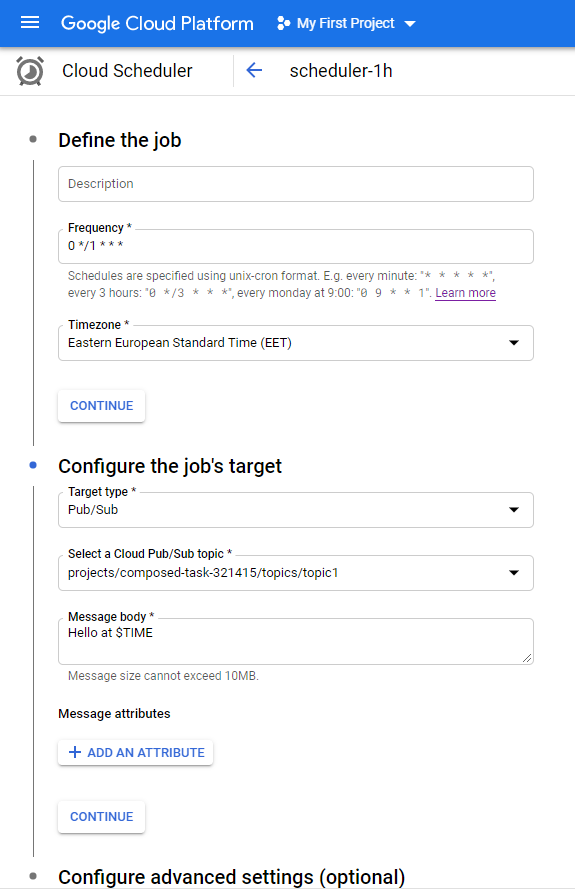 Google Cloud Platform My First Project
Cloud Scheduler scheduler-1h
Define the job
Description
Frequency *
0 */1 * * *
Schedules are specified using unix-cron format. E.g. every minute: "* * * * *",
every 3 hours: "0 */3 * * *", every monday at 9:00: "0 9 * * 1". Learn more
Timezone *
Eastern European Standard Time (EET)
CONTINUE
Configure the job's target
Target type *
Pub/Sub
Select a Cloud Pub/Sub topic *
projects/composed-task-321415/topics/topic1
Message body *
Hello at $TIME
Message size cannot exceed 10MB.
Message attributes
+ ADD AN ATTRIBUTE
CONTINUE
Configure advanced settings (optional)